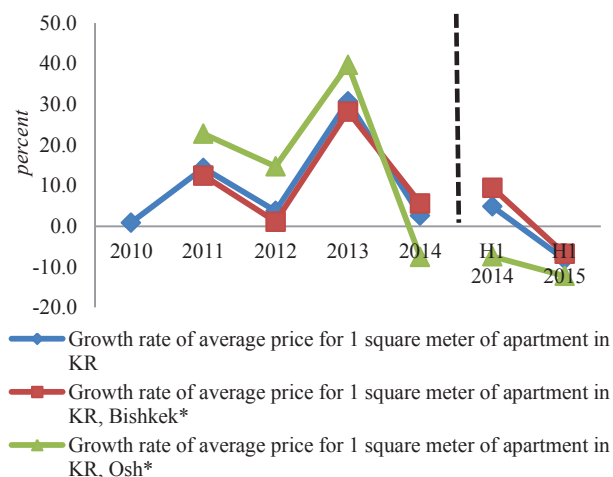 50.0
40.0
30.0
20.0
10.0
0.0
-10.0
-20.0
percent
2010 2011 2012 2013 2014 H1 H1
2014 2015
Growth rate of average price for 1 square meter of apartment in
KR
Growth rate of average price for 1 square meter of apartment in
KR, Bishkek*
Growth rate of average price for 1 square meter of apartment in
KR, Osh*